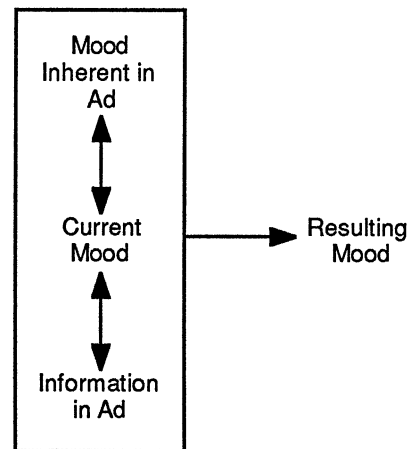 Mood
Inherent in
Ad
Current
Mood
Resulting
Mood
Information
in Ad